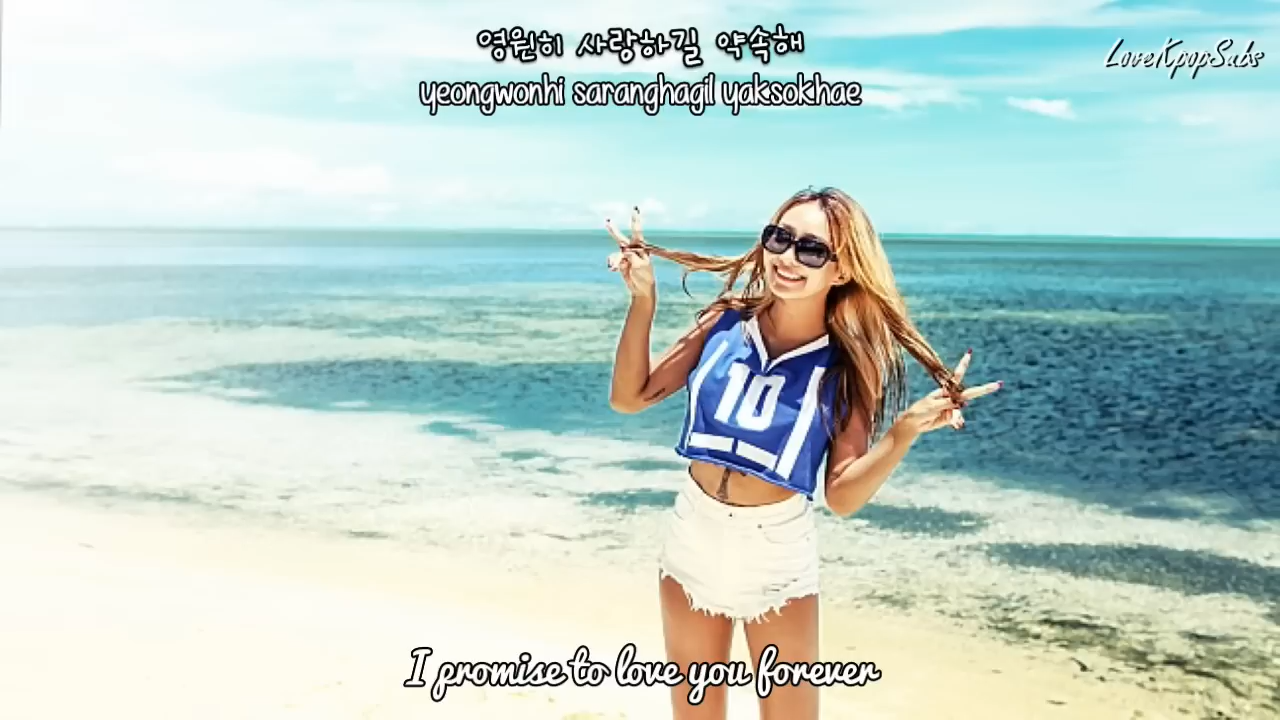 영원히 사랑하길 약속해
LoveKpopSubs
yeongwonhi saranghagil yaksokhae
10
I promise to love you forever